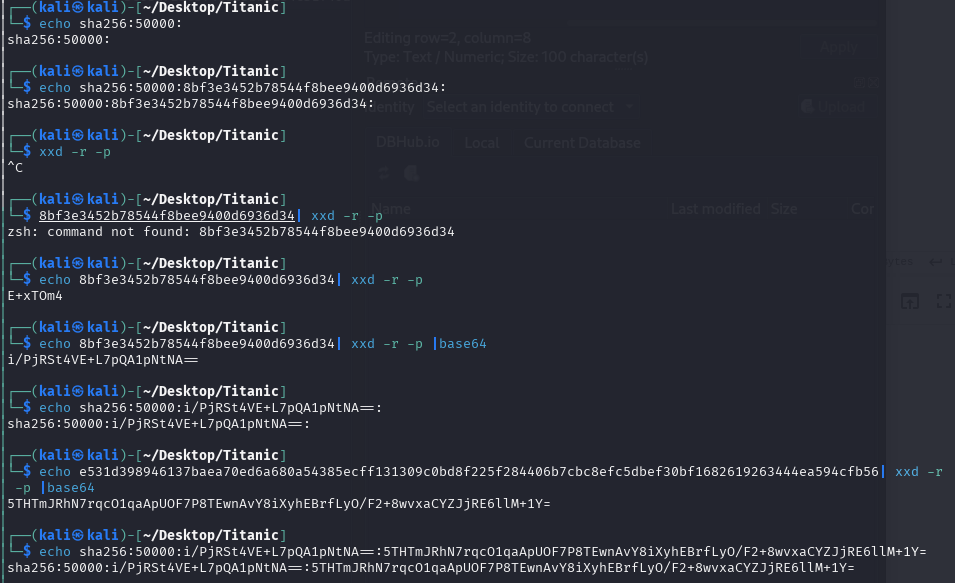 ┌──(kali㉿kali)-[~/Desktop/Titanic]
└─$ echo sha256:50000:
sha256:50000:
┌──(kali㉿kali)-[~/Desktop/Titanic]
└─$ echo sha256:50000:8bf3e3452b78544f8bee9400d6936d34:
sha256:50000:8bf3e3452b78544f8bee9400d6936d34:
┌──(kali㉿kali)-[~/Desktop/Titanic]
└─$ xxd -r -p
^C
┌──(kali㉿kali)-[~/Desktop/Titanic]
└─$ 8bf3e3452b78544f8bee9400d6936d34| xxd -r -p
zsh: command not found: 8bf3e3452b78544f8bee9400d6936d34
┌──(kali㉿kali)-[~/Desktop/Titanic]
└─$ echo 8bf3e3452b78544f8bee9400d6936d34| xxd -r -p
E+xTOm4
┌──(kali㉿kali)-[~/Desktop/Titanic]
└─$ echo 8bf3e3452b78544f8bee9400d6936d34| xxd -r -p |base64
i/PjRSt4VE+L7pQA1pNtNA==
┌──(kali㉿kali)-[~/Desktop/Titanic]
└─$ echo sha256:50000:i/PjRSt4VE+L7pQA1pNtNA==:
sha256:50000:i/PjRSt4VE+L7pQA1pNtNA==:
┌──(kali㉿kali)-[~/Desktop/Titanic]
└─$ echo e531d398946137baea70ed6a680a54385ecff131309c0bd8f225f284406b7cbc8efc5dbef30bf1682619263444ea594cfb56| xxd -r
-p |base64
5THTmJRhN7rqcO1qaApUOF7P8TEwnAvY8iXyhEBrfLyO/F2+8wvxaCYZJjRE6llM+1Y=
┌──(kali㉿kali)-[~/Desktop/Titanic]
└─$ echo sha256:50000:i/PjRSt4VE+L7pQA1pNtNA==:5THTmJRhN7rqcO1qaApUOF7P8TEwnAvY8iXyhEBrfLyO/F2+8wvxaCYZJjRE6llM+1Y=
sha256:50000:i/PjRSt4VE+L7pQA1pNtNA==:5THTmJRhN7rqcO1qaApUOF7P8TEwnAvY8iXyhEBrfLyO/F2+8wvxaCYZJjRE6llM+1Y=
Editing row=2, column=8
Type: Text / Numeric; Size: 100 character(s)
Apply
Identity Select an identity to connect
DBHub.io Local Current Database
Name Last modified Size Cor